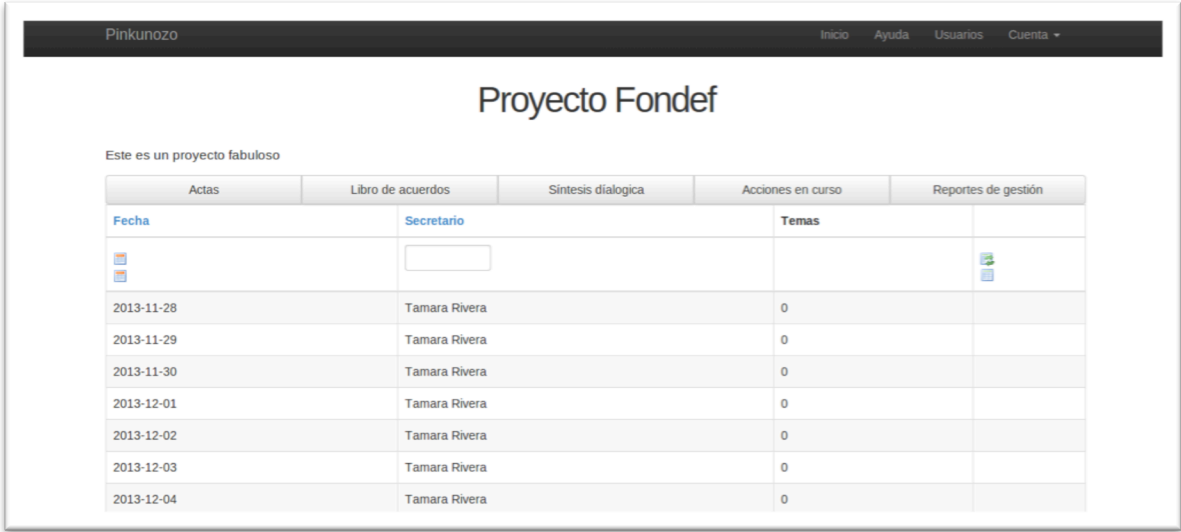 Pinkunozo Inicio Ayuda Usuarios Cuenta
Proyecto Fondef
Este es un proyecto fabuloso
Actas Libro de acuerdos Síntesis díalogica Acciones en curso Reportes de gestión
Fecha Secretario Temas
2013-11-28 Tamara Rivera 0
2013-11-29 Tamara Rivera 0
2013-11-30 Tamara Rivera 0
2013-12-01 Tamara Rivera 0
2013-12-02 Tamara Rivera 0
2013-12-03 Tamara Rivera 0
2013-12-04 Tamara Rivera 0